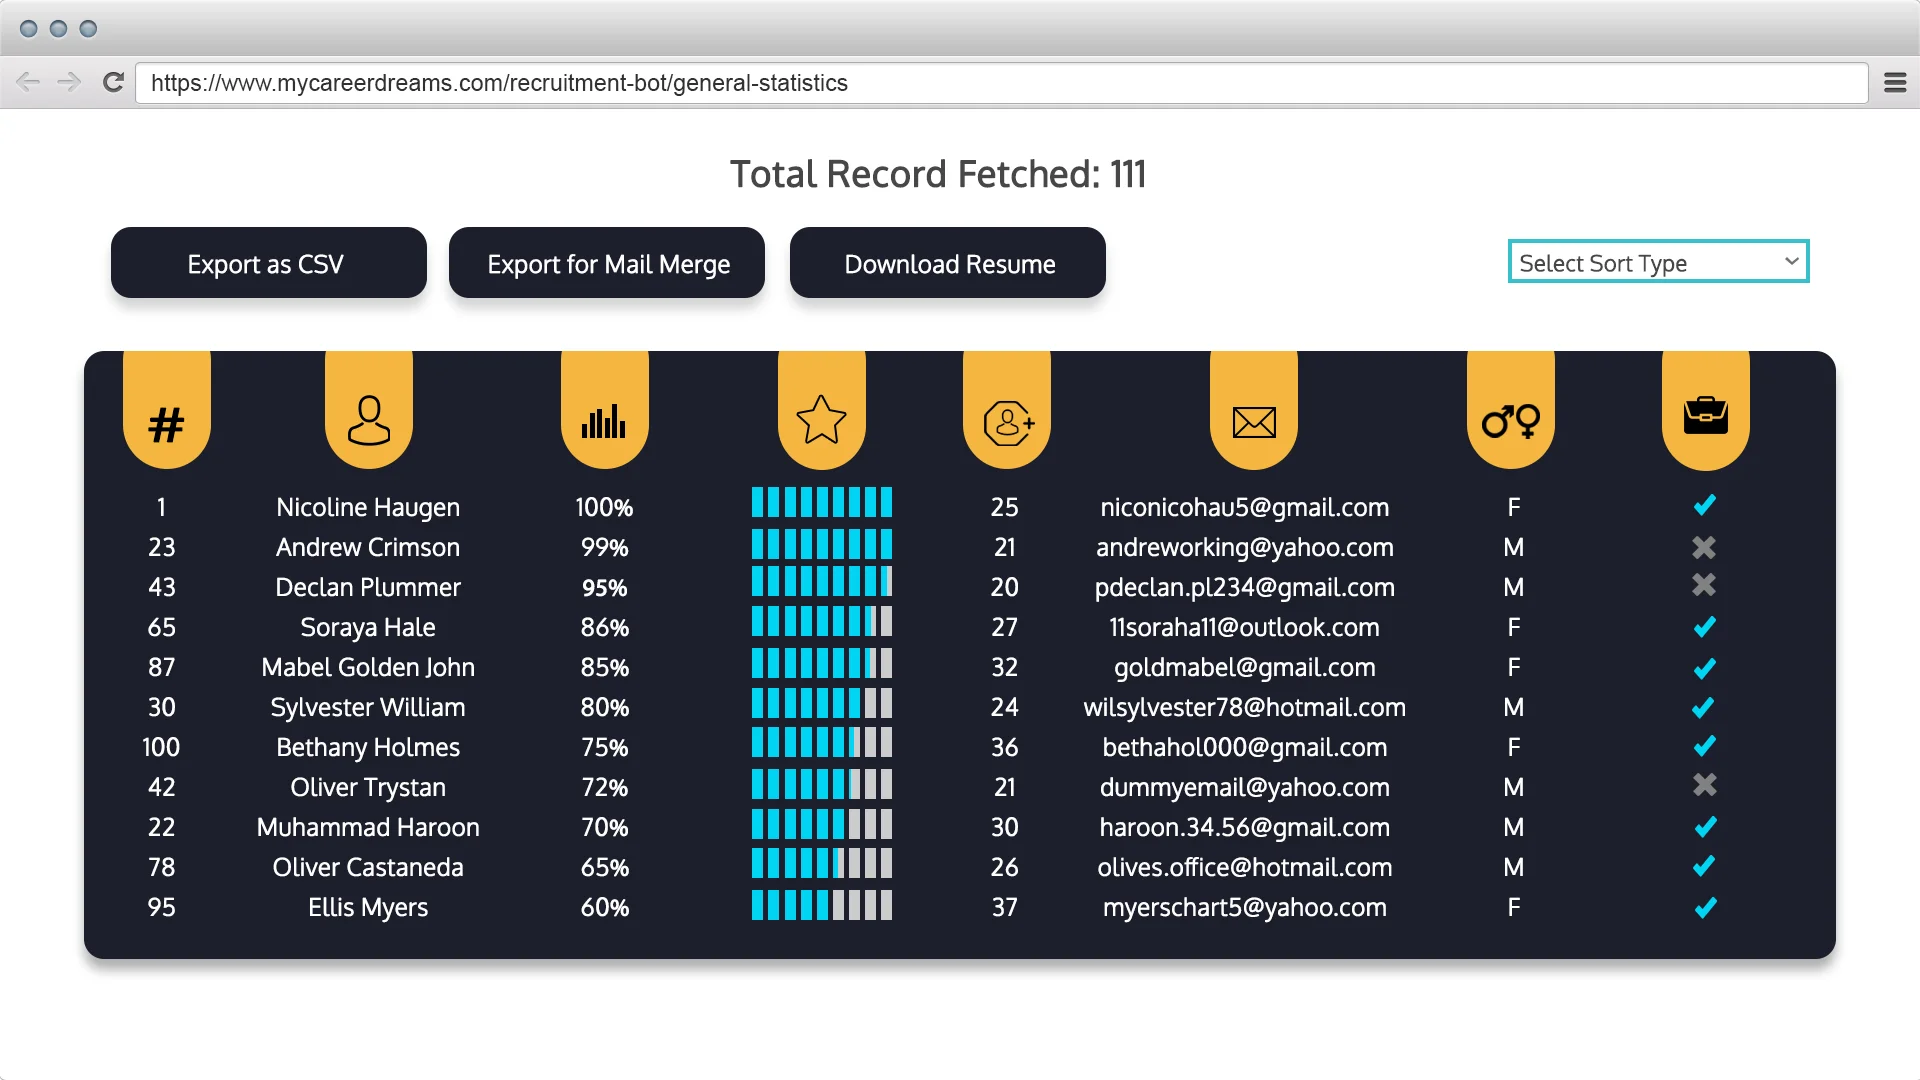 https://www.mycareerdreams.com/recruitment-bot/general-statistics
Total Record Fetched: 111
Export as CSV Export for Mail Merge Download Resume Select Sort Type
#
1 Nicoline Haugen 100% 25 niconicohau5@gmail.com F
23 Andrew Crimson 99% 21 andreworking@yahoo.com M
43 Declan Plummer 95% 20 pdeclan.pl234@gmail.com M
65 Soraya Hale 86% 27 11soraha11@outlook.com F
87 Mabel Golden John 85% 32 goldmabel@gmail.com F
30 Sylvester William 80% 24 wilsylvester78@hotmail.com M
100 Bethany Holmes 75% 36 bethahol000@gmail.com F
42 Oliver Trystan 72% 21 dummyemail@yahoo.com M
22 Muhammad Haroon 70% 30 haroon.34.56@gmail.com M
78 Oliver Castaneda 65% 26 olives.office@hotmail.com M
95 Ellis Myers 60% 37 myerschart5@yahoo.com F